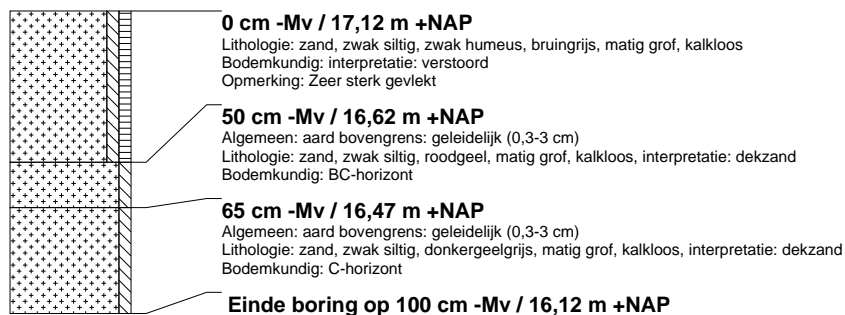 0 cm -Mv / 17,12 m +NAP
Lithologie: zand, zwak siltig, zwak humeus, bruingrijs, matig grof, kalkloos
Bodemkundig: interpretatie: verstoord
Opmerking: Zeer sterk gevlekt
50 cm -Mv / 16,62 m +NAP
Algemeen: aard bovengrens: geleidelijk (0,3-3 cm)
Lithologie: zand, zwak siltig, roodgeel, matig grof, kalkloos, interpretatie: dekzand
Bodemkundig: BC-horizont
65 cm -Mv / 16,47 m +NAP
Algemeen: aard bovengrens: geleidelijk (0,3-3 cm)
Lithologie: zand, zwak siltig, donkergeelgrijs, matig grof, kalkloos, interpretatie: dekzand
Bodemkundig: C-horizont
Einde boring op 100 cm -Mv / 16,12 m +NAP